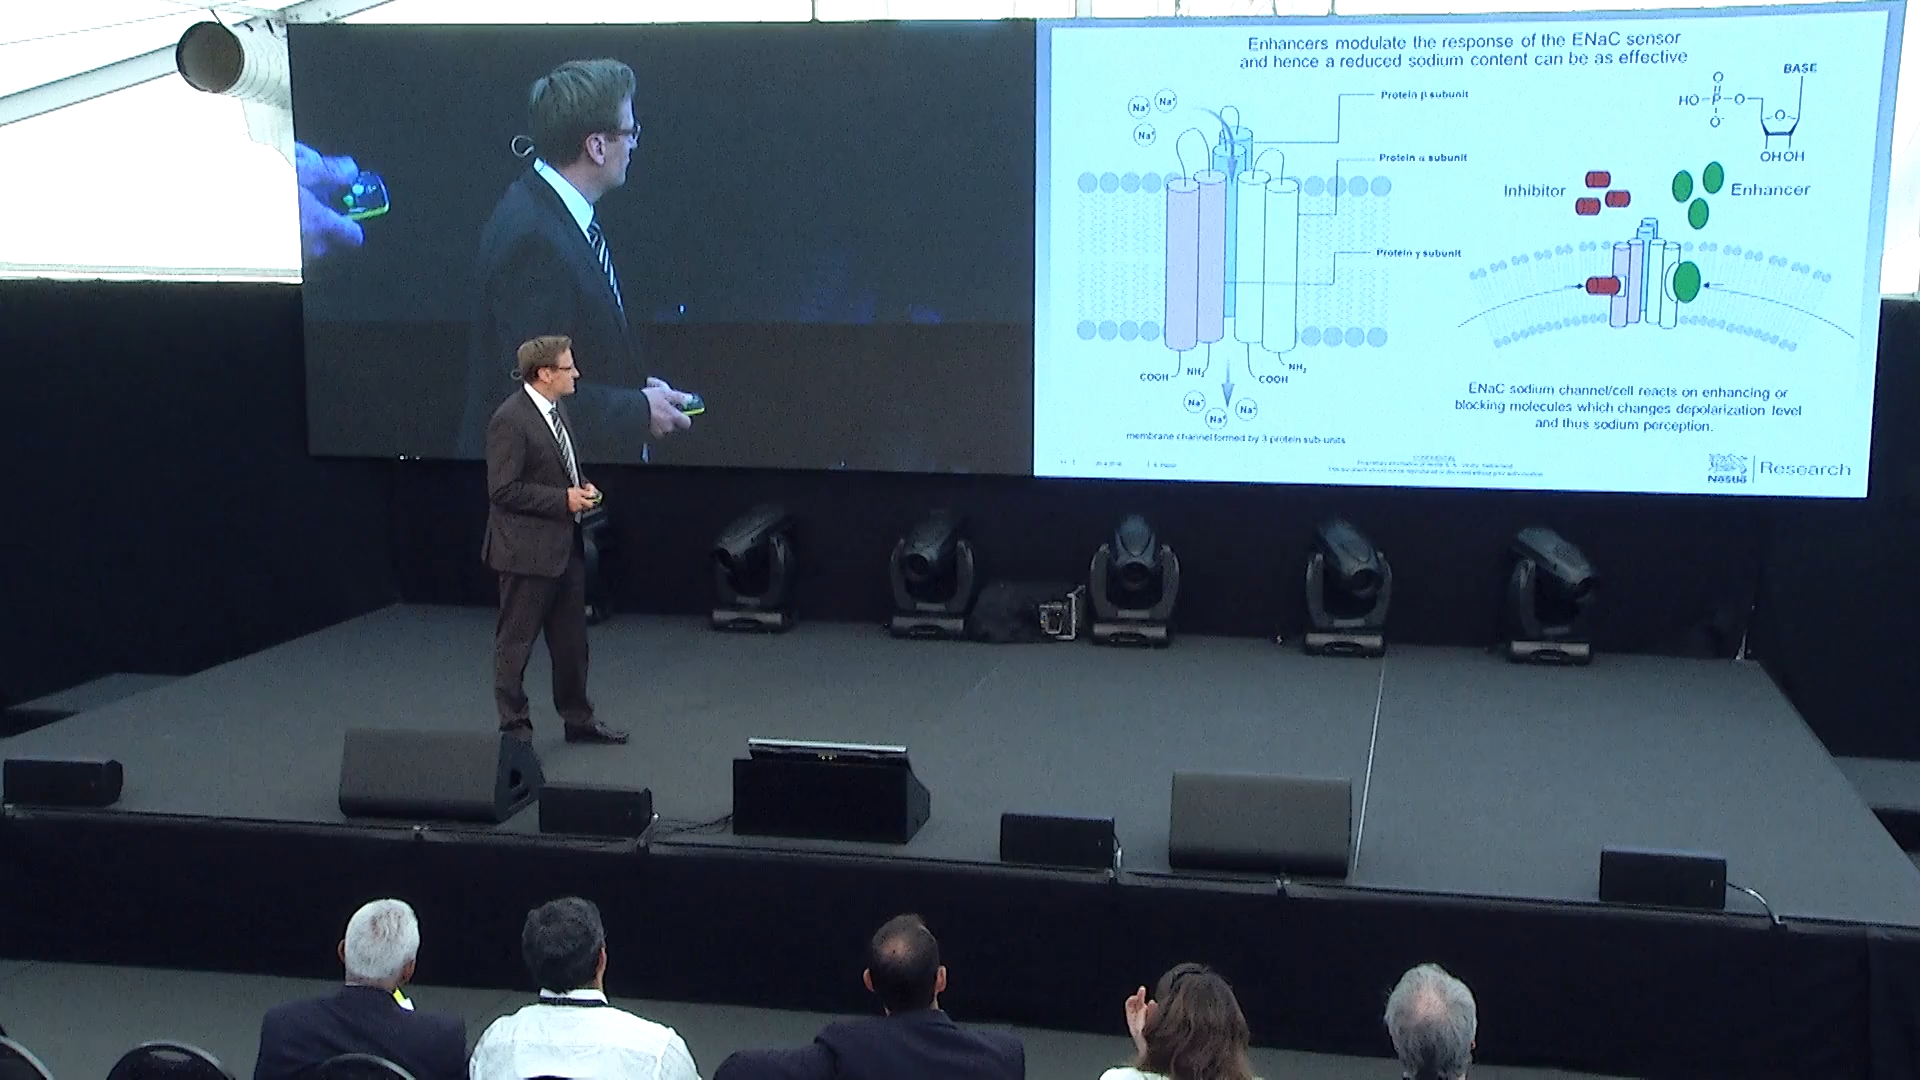 Enhancers modulate the response of the ENaC sensor
and hence a reduced sodium content can be as effective
BASE
O
HO P O
O
O⁻
OHOH
Na⁺ Na⁺
Na⁺
Protein β subunit
Protein α subunit
Protein γ subunit
COOH NH₂ COOH NH₂
Na⁺ Na⁺ Na⁺
membrane channel formed by 3 protein sub-units
Inhibitor Enhancer
ENaC sodium channel/cell reacts on enhancing or
blocking molecules which changes depolarization level
and thus sodium perception.
CONFIDENTIAL
Nestlé Research